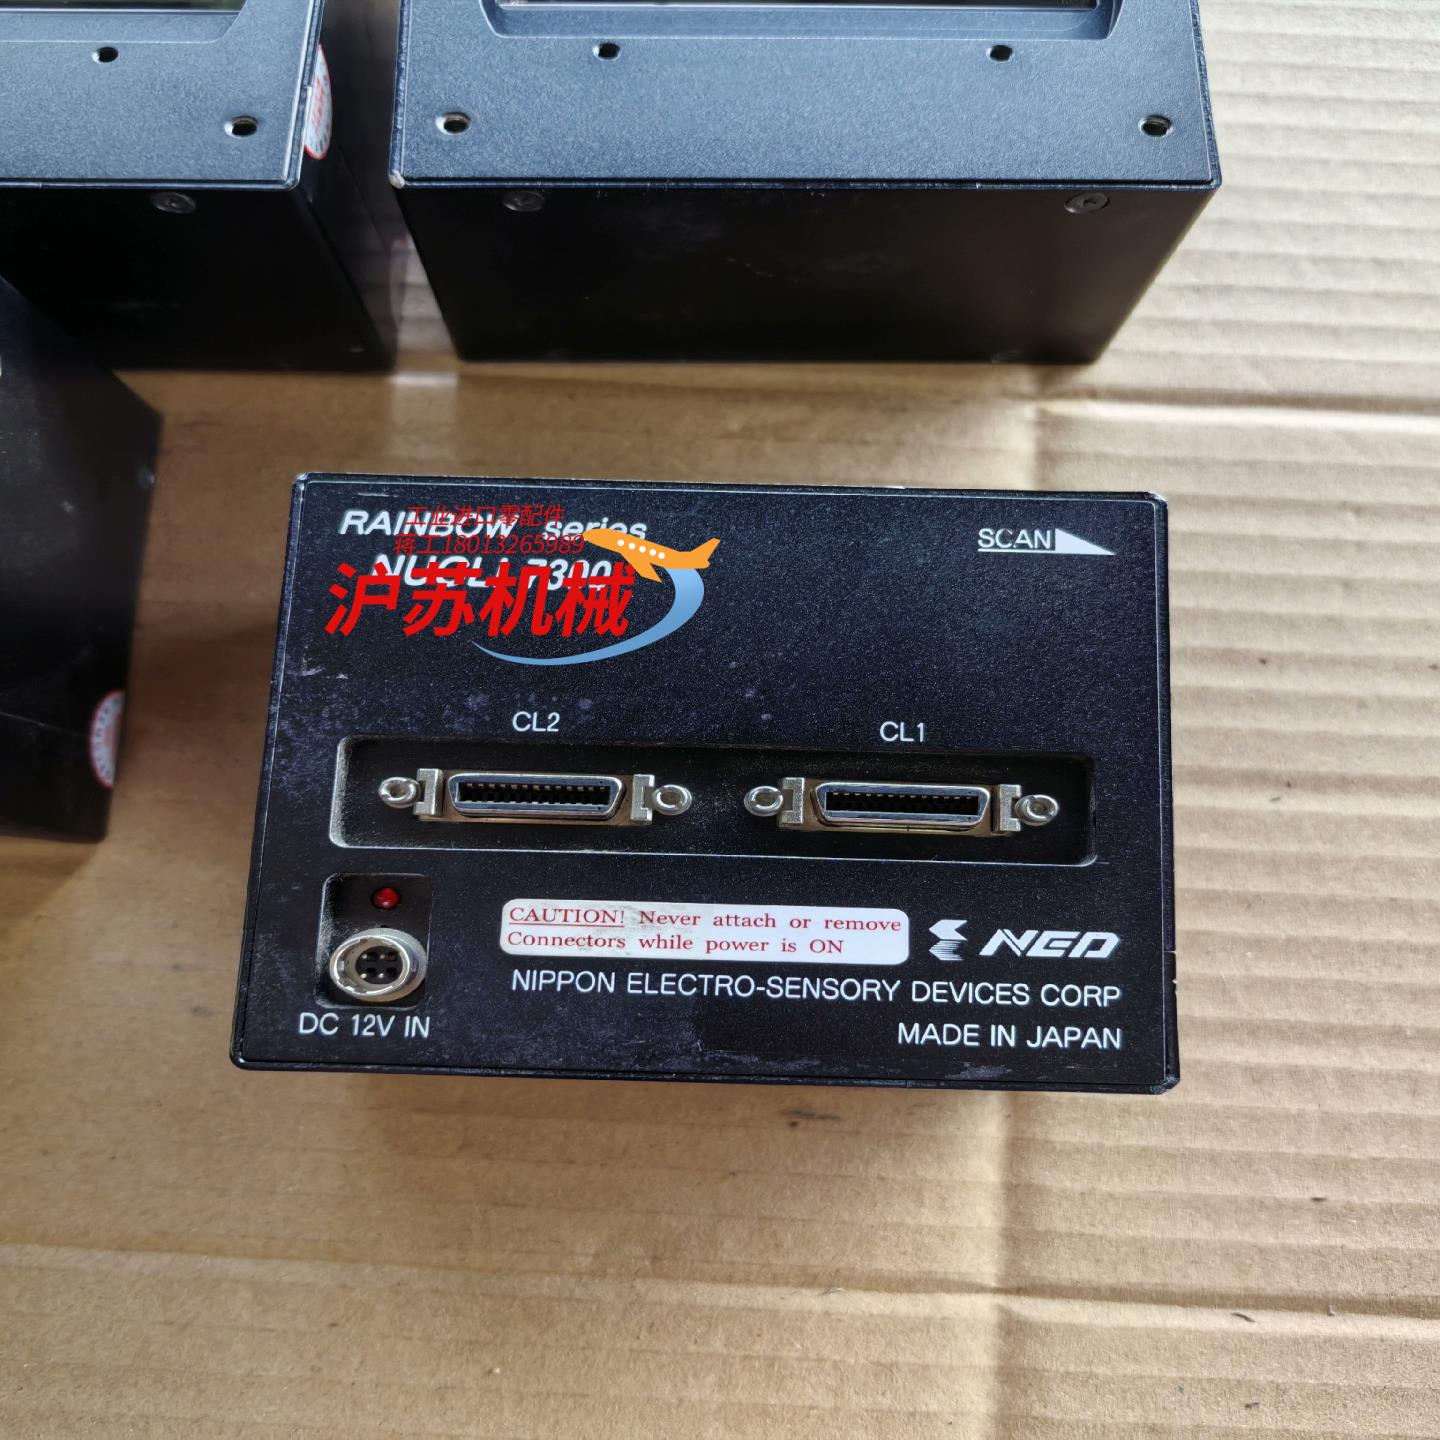 RAINBOW series
工业进口零配件
蒋工18013265989
7300
沪苏机械
SCAN
CL2
CL1
CAUTION! Never attach or remove
Connectors while power is ON
NED
NIPPON ELECTRO-SENSORY DEVICES CORP
DC 12V IN
MADE IN JAPAN